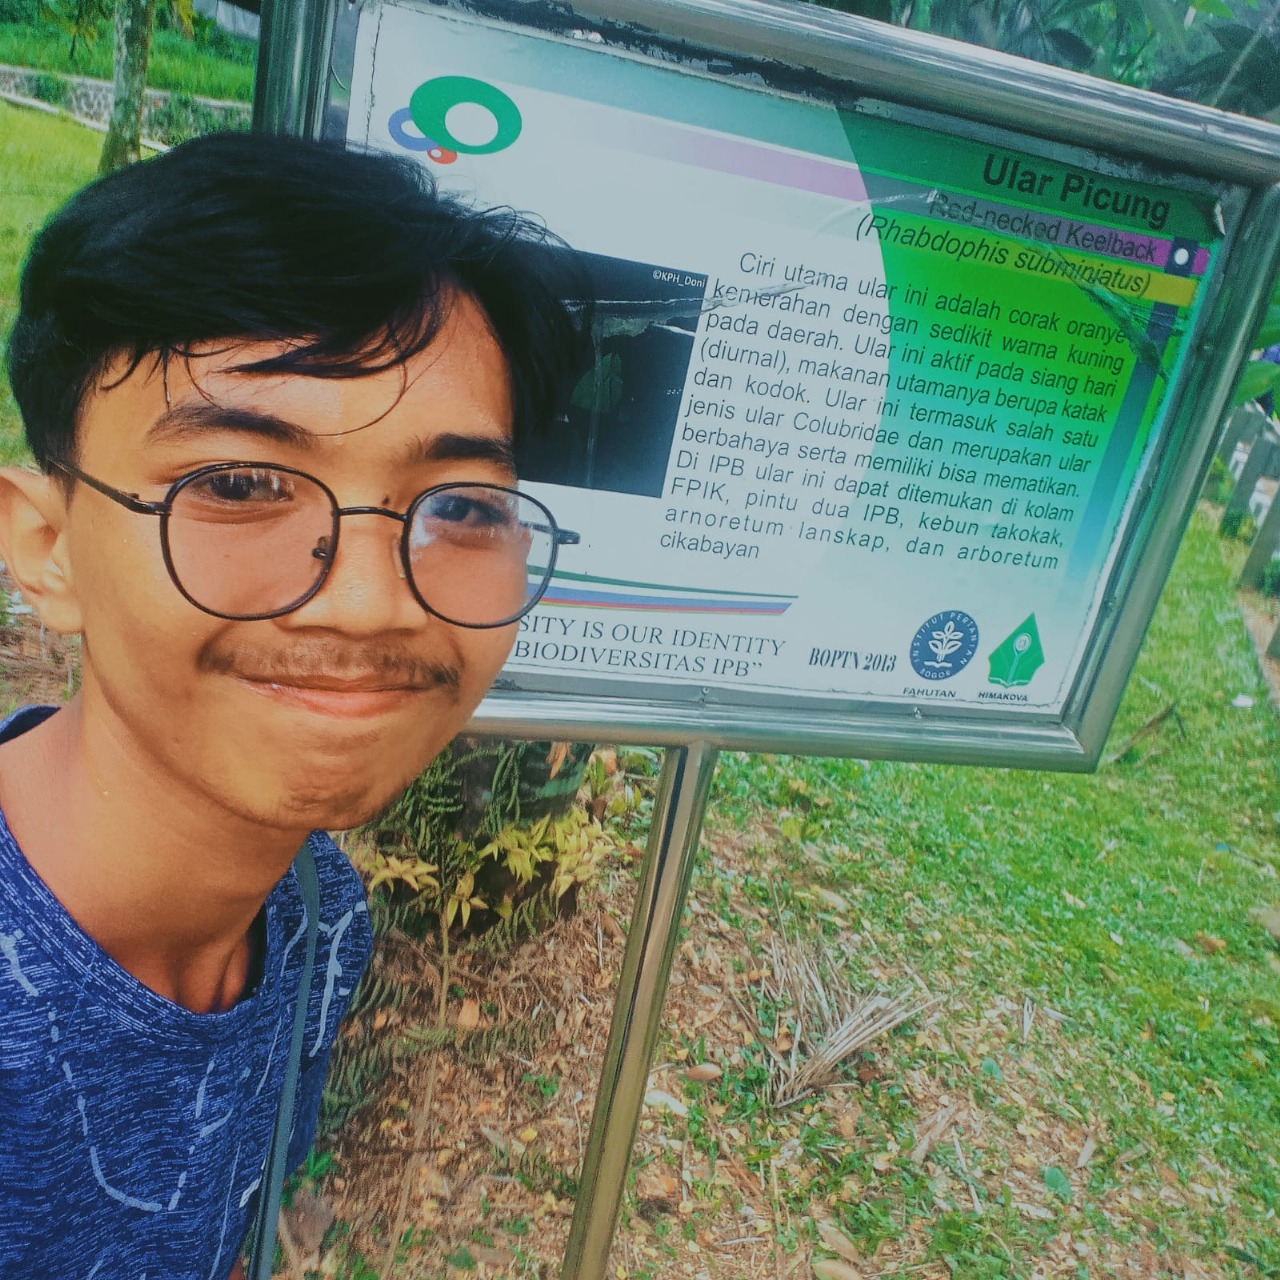 Ular Picung
Red-necked Keelback
(Rhabdophis subminiatus)
©KPH_Doni
Ciri utama ular ini adalah corak oranye
kemerahan dengan sedikit warna kuning
pada daerah. Ular ini aktif pada siang hari
(diurnal), makanan utamanya berupa katak
dan kodok. Ular ini termasuk salah satu
jenis ular Colubridae dan merupakan ular
berbahaya serta memiliki bisa mematikan.
Di IPB ular ini dapat ditemukan di kolam
FPIK, pintu dua IPB, kebun takokak,
arnoretum lanskap, dan arboretum
cikabayan
SITY IS OUR IDENTITY
BIODIVERSITAS IPB”
BOPTN 2013
INSTITUT PERTANIAN
BOGOR
FAHUTAN
HIMAKOVA